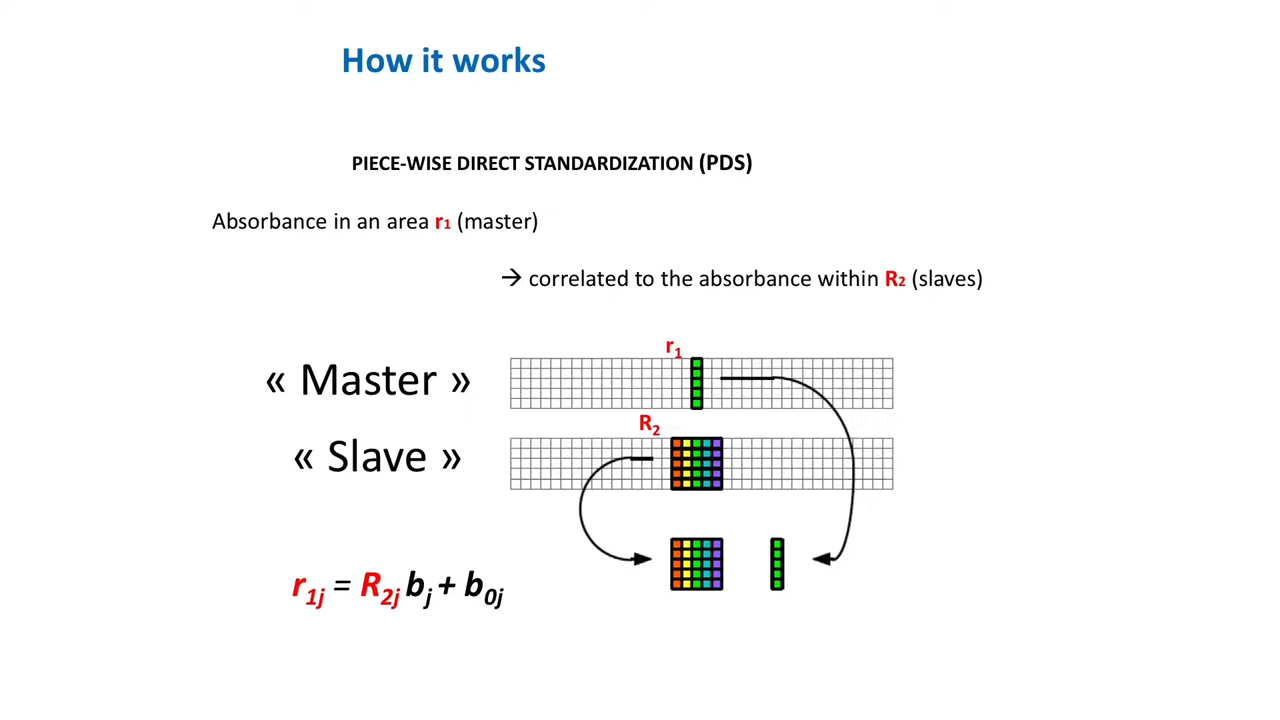 How it works
PIECE-WISE DIRECT STANDARDIZATION (PDS)
Absorbance in an area r1 (master)
→ correlated to the absorbance within R2 (slaves)
r1
« Master »
R2
« Slave »
r1j = R2j bj + b0j